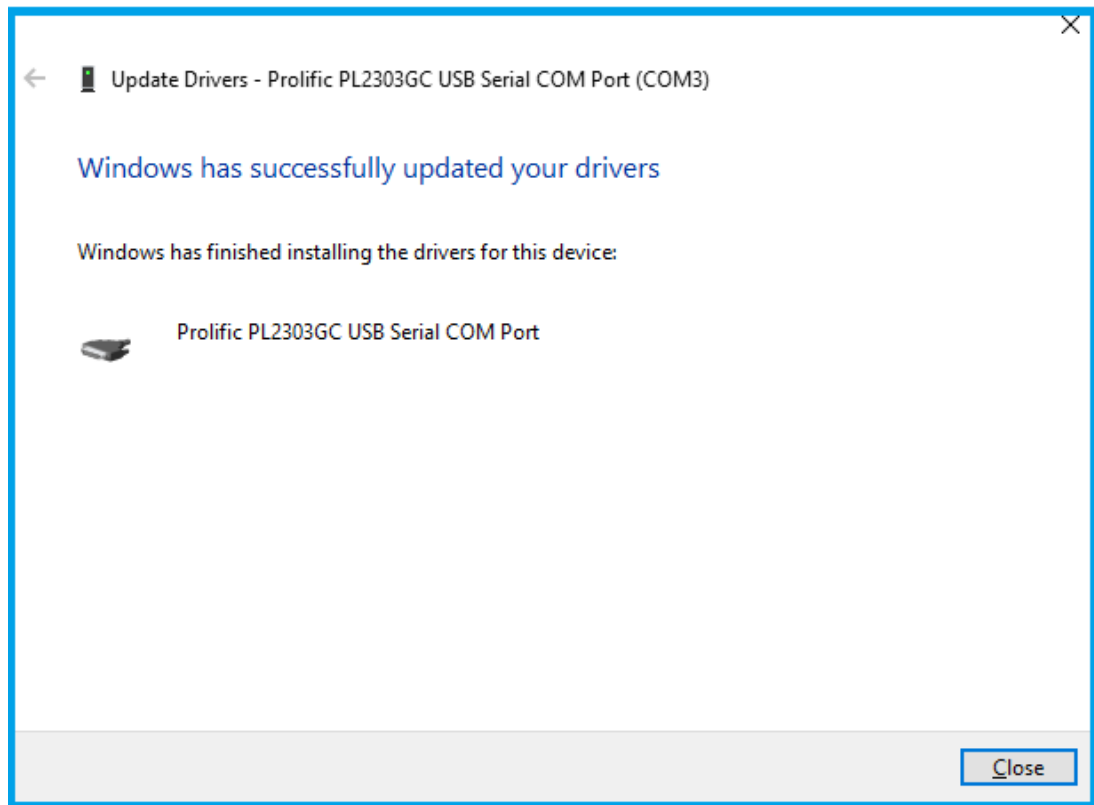 Update Drivers - Prolific PL2303GC USB Serial COM Port (COM3)
Windows has successfully updated your drivers
Windows has finished installing the drivers for this device:
Prolific PL2303GC USB Serial COM Port
Close